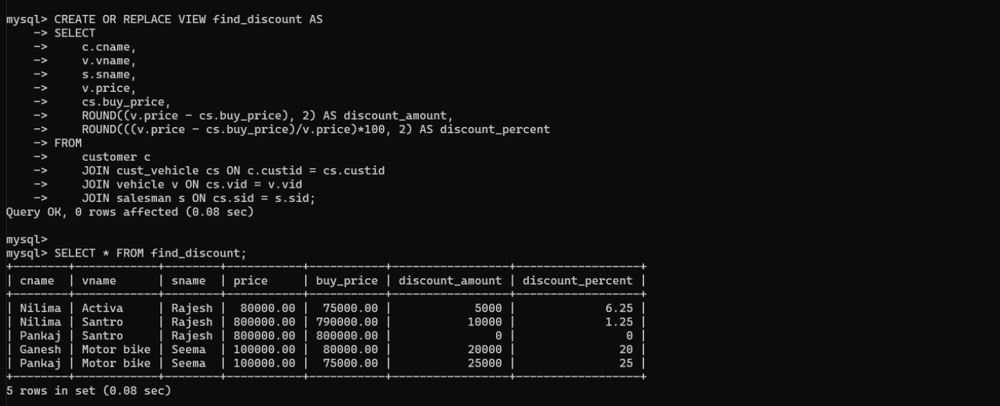 mysql> CREATE OR REPLACE VIEW find_discount AS
    -> SELECT
    ->     c.cname,
    ->     v.vname,
    ->     s.sname,
    ->     v.price,
    ->     cs.buy_price,
    ->     ROUND((v.price - cs.buy_price), 2) AS discount_amount,
    ->     ROUND(((v.price - cs.buy_price)/v.price)*100, 2) AS discount_percent
    -> FROM
    ->     customer c
    ->     JOIN cust_vehicle cs ON c.custid = cs.custid
    ->     JOIN vehicle v ON cs.vid = v.vid
    ->     JOIN salesman s ON cs.sid = s.sid;
Query OK, 0 rows affected (0.08 sec)

mysql>
mysql> SELECT * FROM find_discount;
+--------+------------+--------+-----------+-----------+-----------------+------------------+
| cname  | vname      | sname  | price     | buy_price | discount_amount | discount_percent |
+--------+------------+--------+-----------+-----------+-----------------+------------------+
| Nilima | Activa     | Rajesh |  80000.00 |  75000.00 |            5000 |             6.25 |
| Nilima | Santro     | Rajesh | 800000.00 | 790000.00 |           10000 |             1.25 |
| Pankaj | Santro     | Rajesh | 800000.00 | 800000.00 |               0 |                0 |
| Ganesh | Motor bike | Seema  | 100000.00 |  80000.00 |           20000 |               20 |
| Pankaj | Motor bike | Seema  | 100000.00 |  75000.00 |           25000 |               25 |
+--------+------------+--------+-----------+-----------+-----------------+------------------+
5 rows in set (0.08 sec)